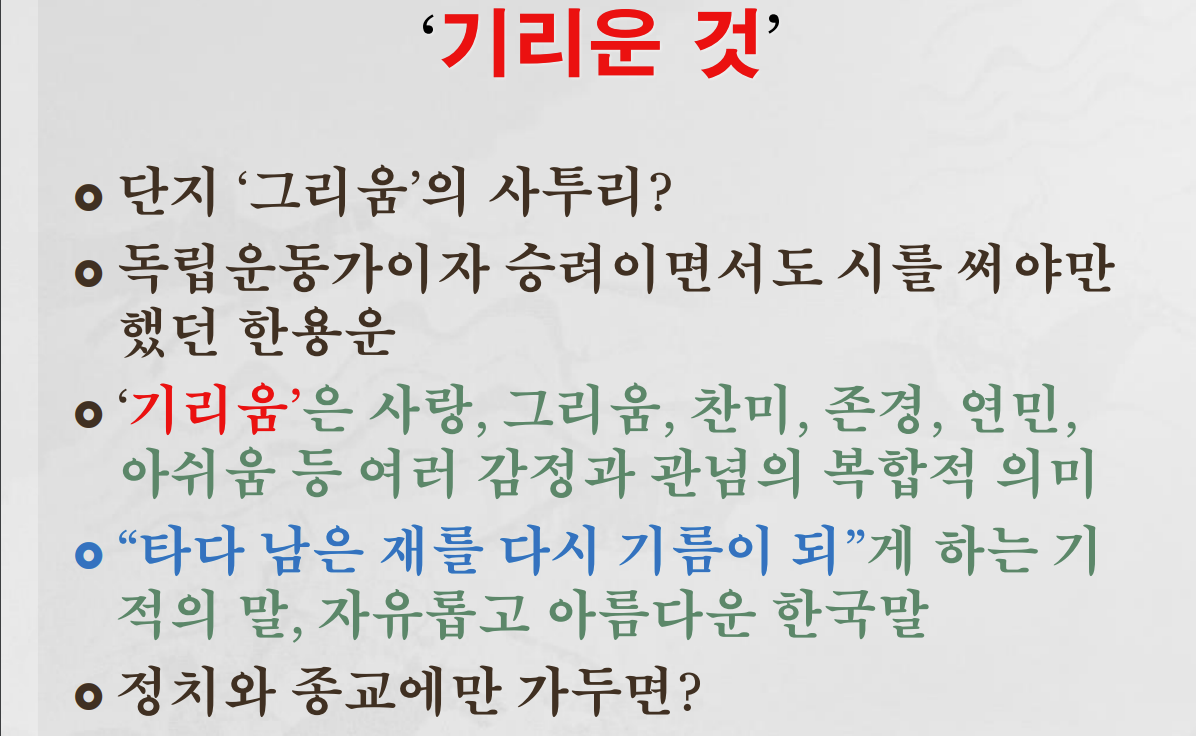 ‘기리운 것’
단지 ‘그리움’의 사투리?
독립운동가이자 승려이면서도 시를 써야만
했던 한용운
‘기리움’은 사랑, 그리움, 찬미, 존경, 연민,
아쉬움 등 여러 감정과 관념의 복합적 의미
“타다 남은 재를 다시 기름이 되”게 하는 기
적의 말, 자유롭고 아름다운 한국말
정치와 종교에만 가두면?